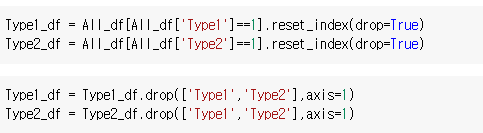 Type1_df = All_df[All_df['Type1']==1].reset_index(drop=True)
Type2_df = All_df[All_df['Type2']==1].reset_index(drop=True)
Type1_df = Type1_df.drop(['Type1','Type2'],axis=1)
Type2_df = Type2_df.drop(['Type1','Type2'],axis=1)